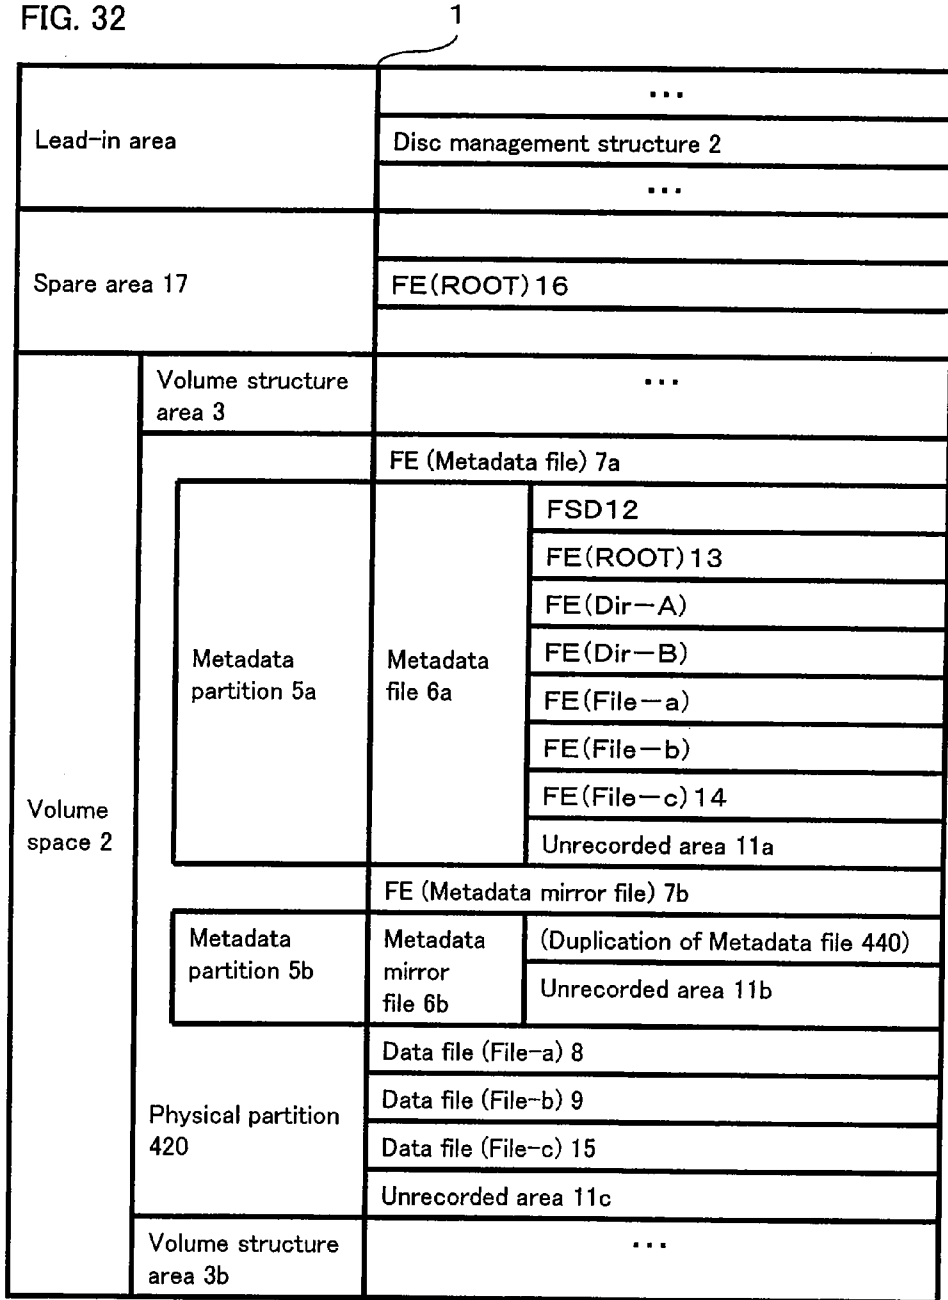 FIG. 32
1
Lead-in area
...
Disc management structure 2
...
Spare area 17
FE(ROOT)16
Volume space 2
Volume structure
area 3
...
FE (Metadata file) 7a
Metadata
partition 5a
Metadata
file 6a
FSD12
FE(ROOT)13
FE(Dir-A)
FE(Dir-B)
FE(File-a)
FE(File-b)
FE(File-c)14
Unrecorded area 11a
FE (Metadata mirror file) 7b
Metadata
partition 5b
Metadata
mirror
file 6b
(Duplication of Metadata file 440)
Unrecorded area 11b
Physical partition
420
Data file (File-a) 8
Data file (File-b) 9
Data file (File-c) 15
Unrecorded area 11c
Volume structure
area 3b
...